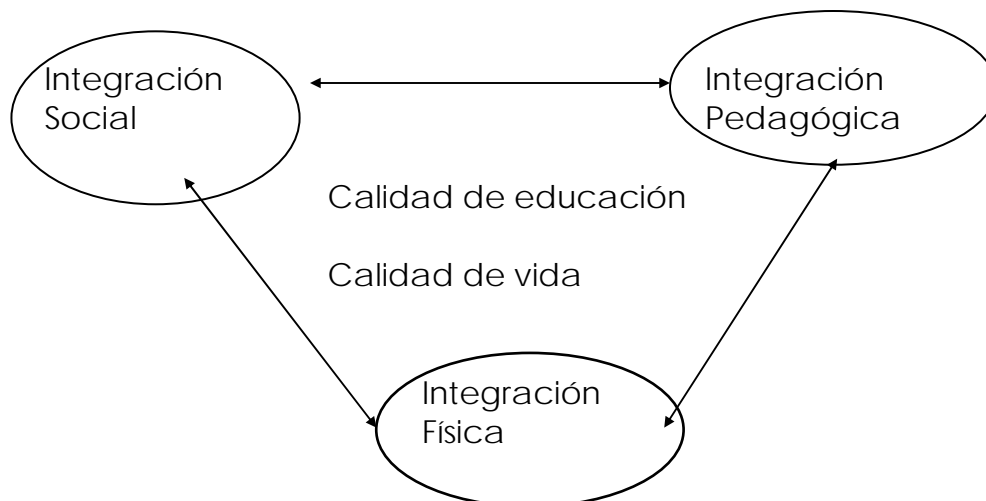 Integración
Social
Integración
Pedagógica
Calidad de educación
Calidad de vida
Integración
Física